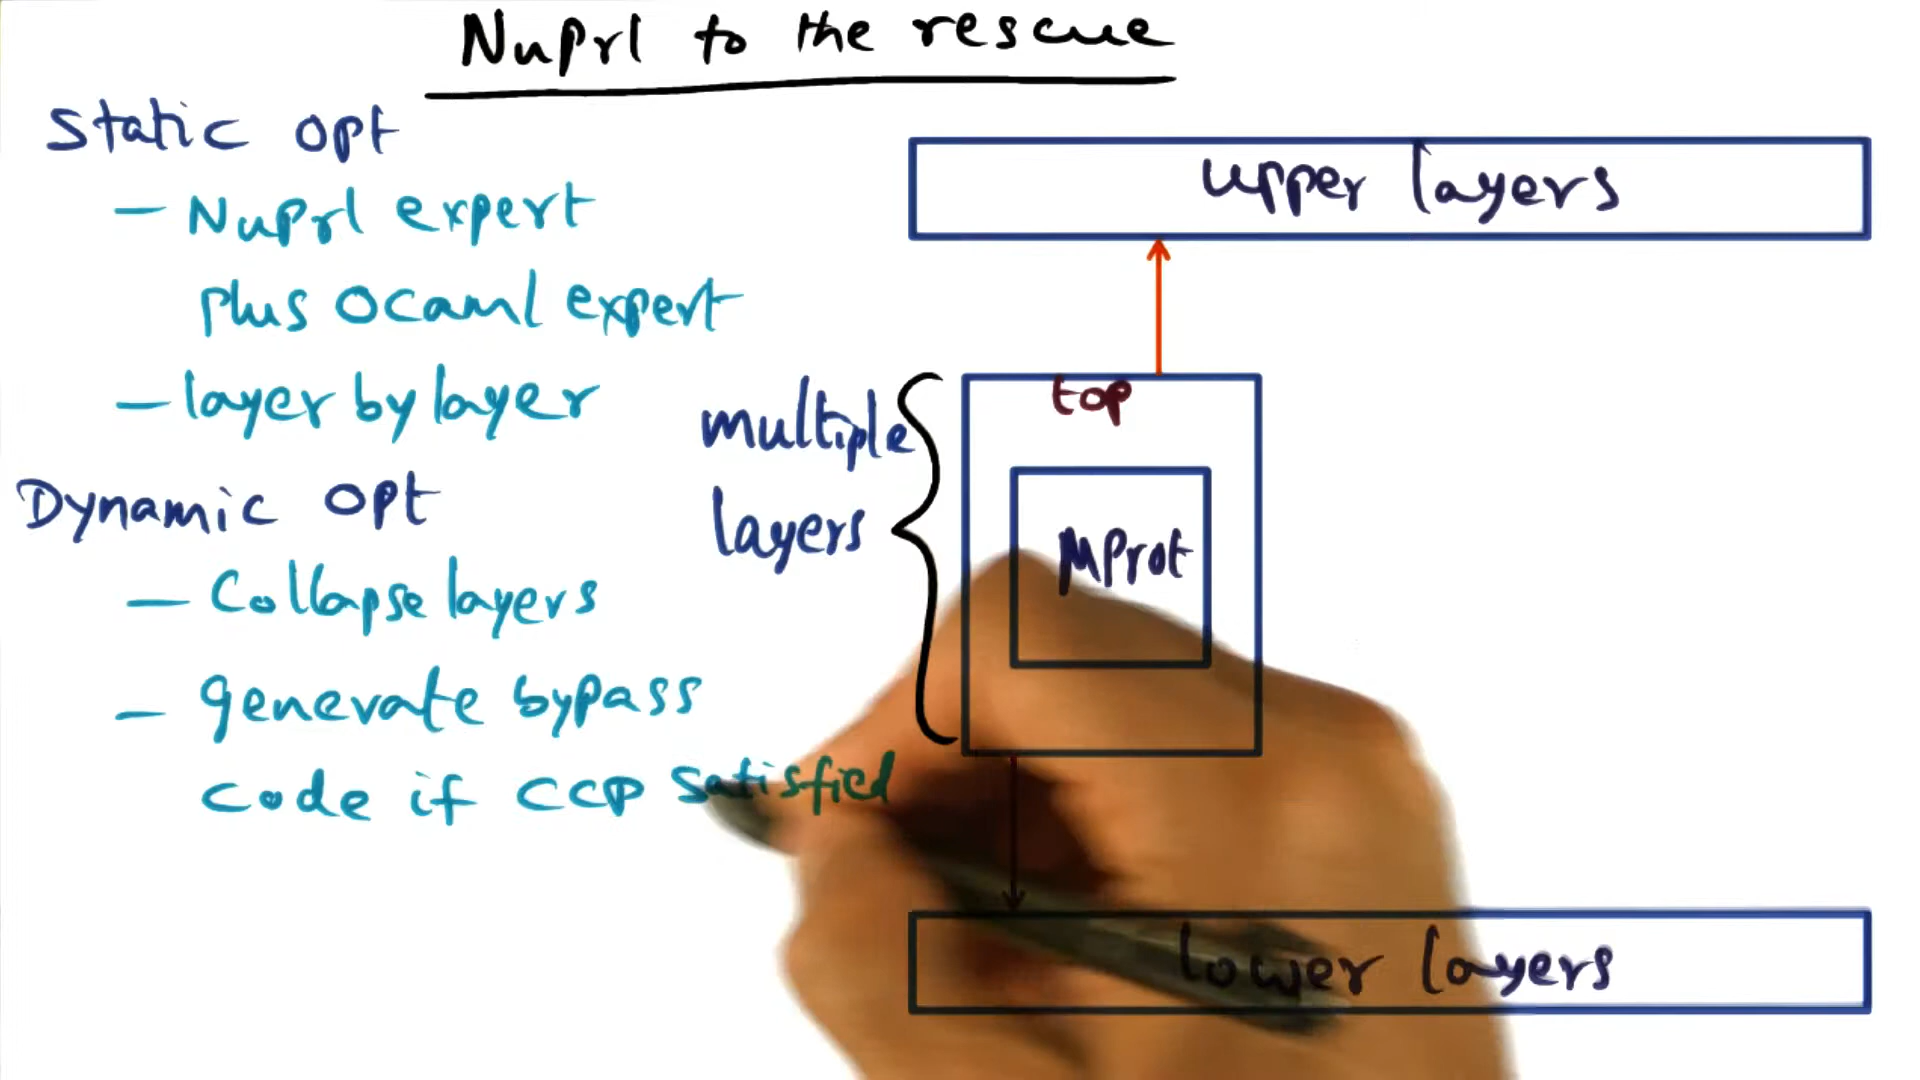 NuPrl to the rescue
Static opt
– NuPrl expert
plus OCaml expert
– layer by layer
Dynamic opt
– Collapse layers
– generate bypass
code if CCP satisfied
upper layers
multiple
layers
top
MProt
lower layers